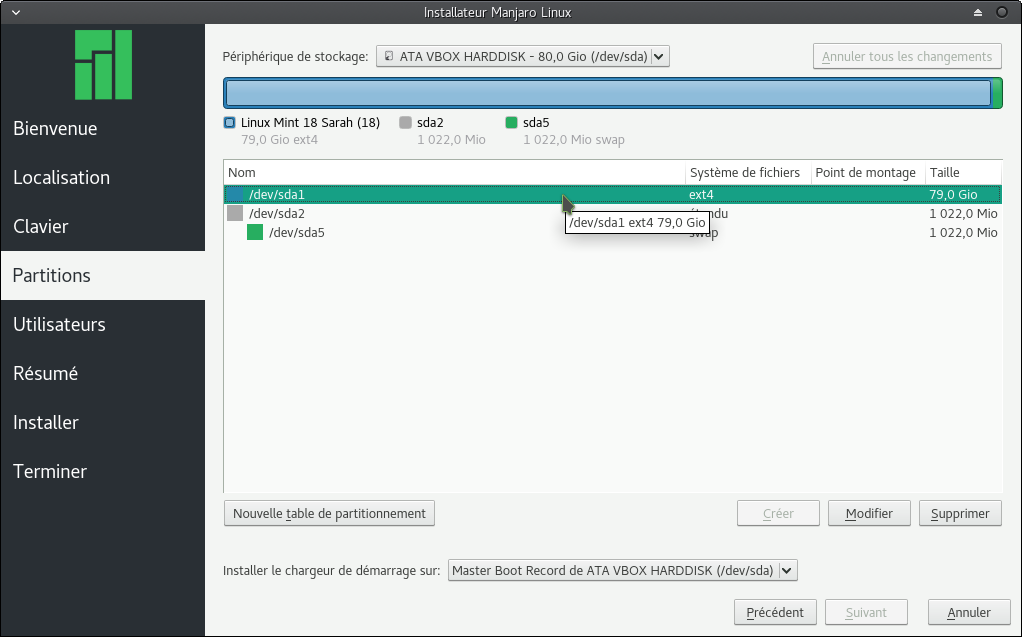 Installateur Manjaro Linux
Bienvenue
Localisation
Clavier
Partitions
Utilisateurs
Résumé
Installer
Terminer
Périphérique de stockage: ATA VBOX HARDDISK - 80,0 Gio (/dev/sda) Annuler tous les changements
Linux Mint 18 Sarah (18) sda2 sda5
79,0 Gio ext4 1 022,0 Mio 1 022,0 Mio swap
Nom Système de fichiers Point de montage Taille
/dev/sda1 ext4 79,0 Gio
/dev/sda2 1 022,0 Mio
/dev/sda1 ext4 79,0 Gio
/dev/sda5 swap 1 022,0 Mio
Nouvelle table de partitionnement Créer Modifier Supprimer
Installer le chargeur de démarrage sur: Master Boot Record de ATA VBOX HARDDISK (/dev/sda)
Précédent Suivant Annuler